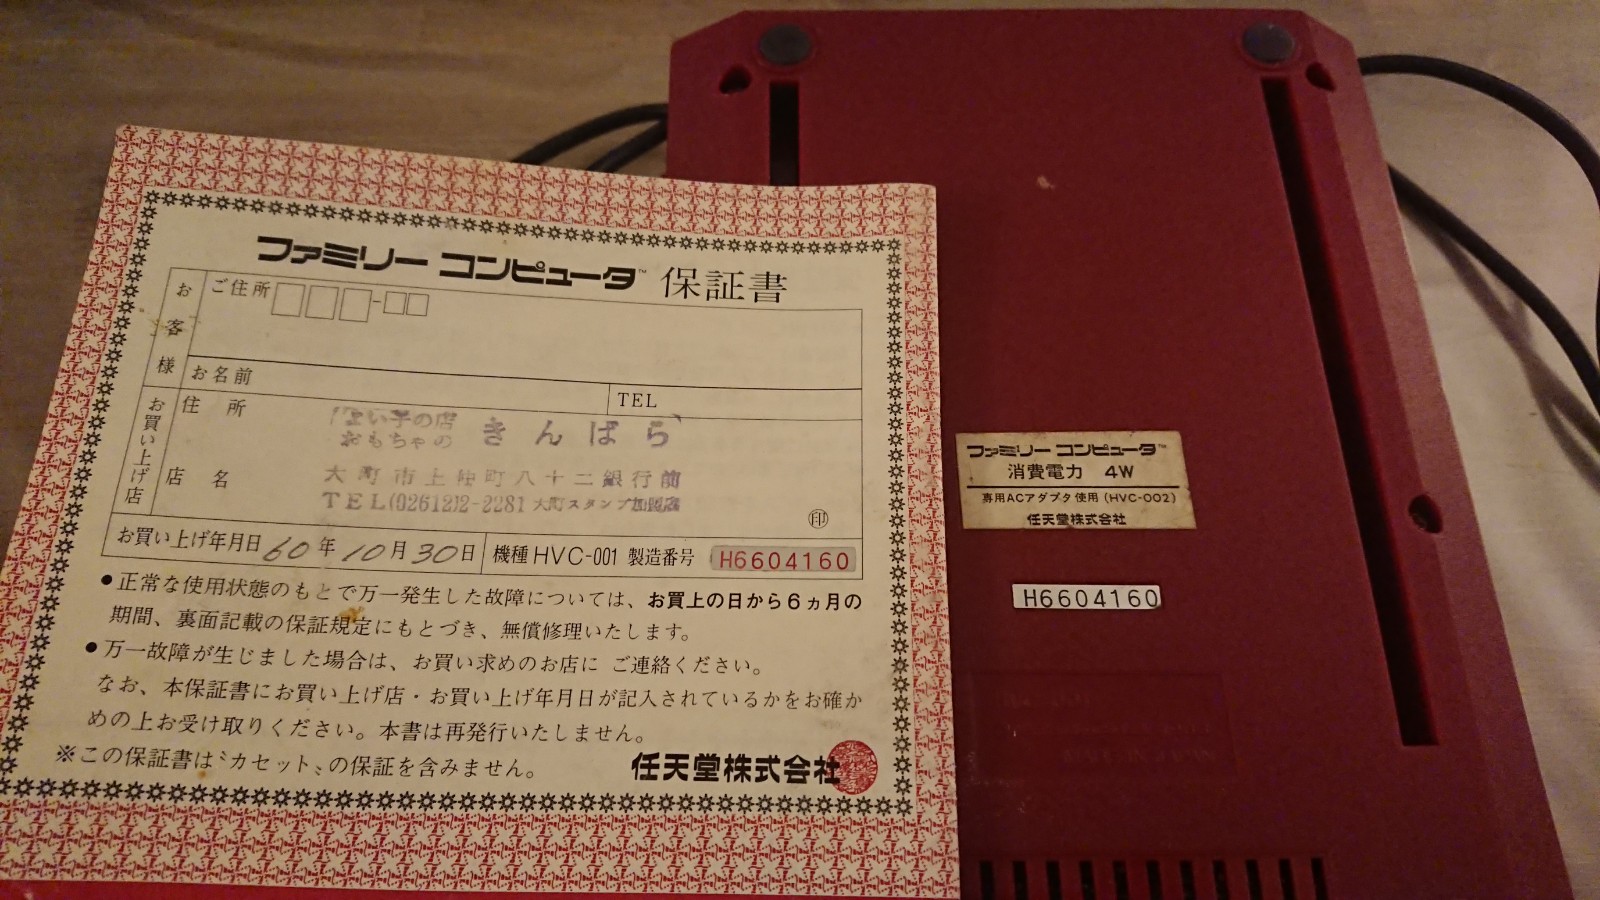 ファミリー コンピュータ™ 保証書
お客様
ご住所
お名前
TEL
お買い上げ店
住所
「よい子の店
おもちゃの きんばら
店名
大町市上仲町八十二銀行前
TEL(02612)2-2281 大町スタンプ加盟店
印
お買い上げ年月日 60年10月30日 機種 HVC-001 製造番号 H6604160
●正常な使用状態のもとで万一発生した故障については、お買上の日から6ヵ月の
期間、裏面記載の保証規定にもとづき、無償修理いたします。
●万一故障が生じました場合は、お買い求めのお店に ご連絡ください。
なお、本保証書にお買い上げ店・お買い上げ年月日が記入されているかをお確か
めの上お受け取りください。本書は再発行いたしません。
※この保証書は〝カセット〟の保証を含みません。
任天堂株式会社
ファミリー コンピュータ™
消費電力 4W
専用ACアダプタ使用(HVC-002)
任天堂株式会社
H6604160